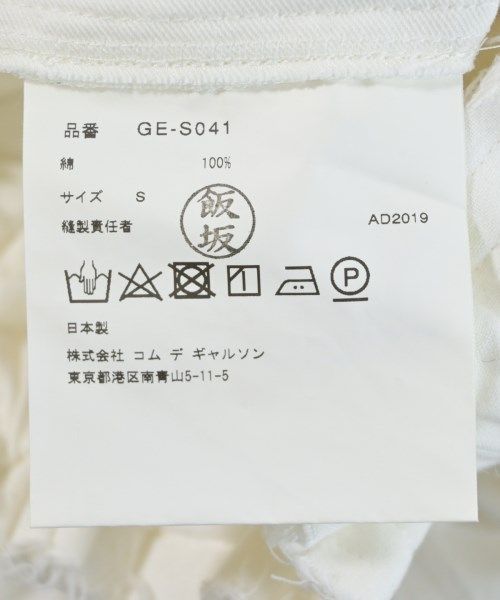 品番 GE-S041
綿 100%
サイズ S
飯坂
縫製責任者 AD2019
P
日本製
株式会社 コム デ ギャルソン
東京都港区南青山5-11-5